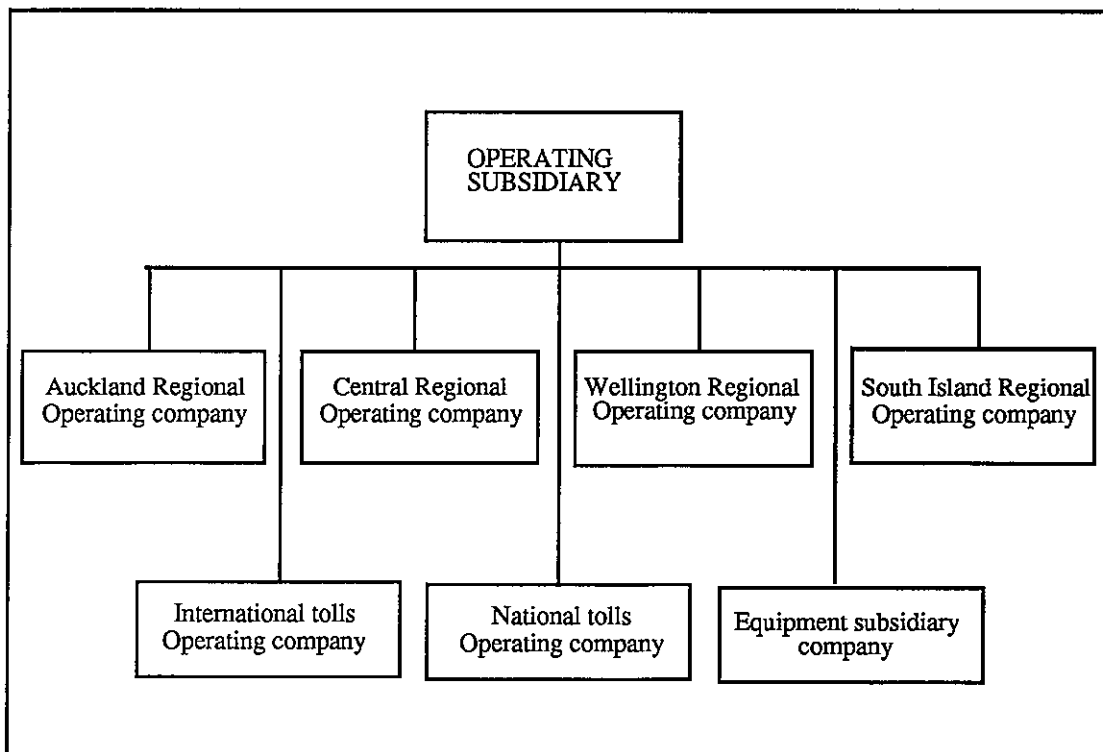 OPERATING
SUBSIDIARY
Auckland Regional
Operating company
Central Regional
Operating company
Wellington Regional
Operating company
South Island Regional
Operating company
International tolls
Operating company
National tolls
Operating company
Equipment subsidiary
company